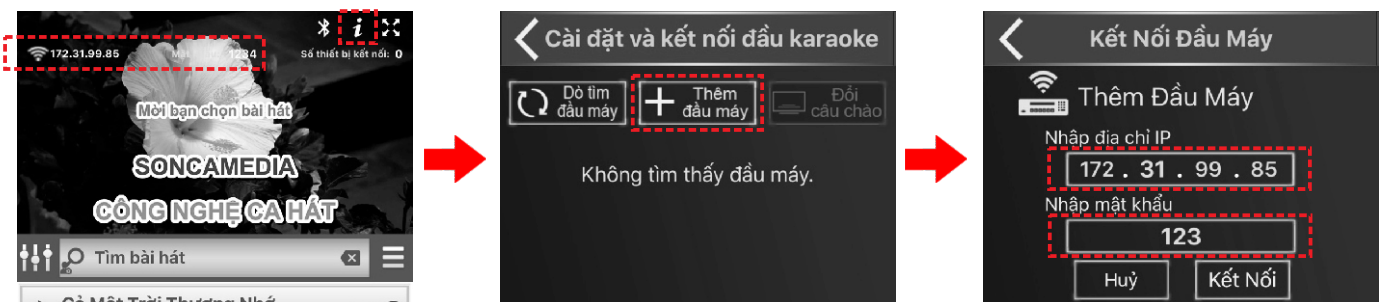 172.31.99.85
1234
Số thiết bị kết nối: 0
Mời bạn chọn bài hát
SONCAMEDIA
CÔNG NGHỆ CA HÁT
Tìm bài hát
Cài đặt và kết nối đầu karaoke
Dò tìm
đầu máy
Thêm
đầu máy
Đổi
câu chào
Không tìm thấy đầu máy.
Kết Nối Đầu Máy
Thêm Đầu Máy
Nhập địa chỉ IP
172 . 31 . 99 . 85
Nhập mật khẩu
123
Huỷ
Kết Nối